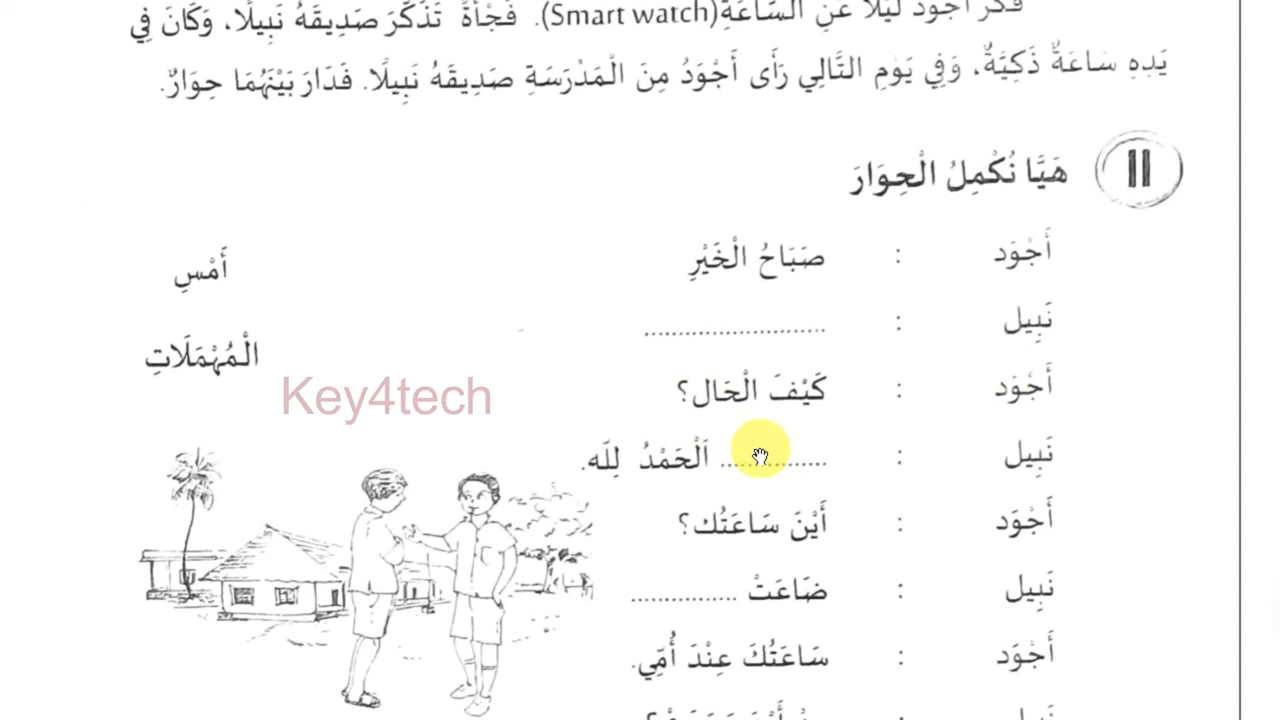 فَكَّرَ أَجْوَدُ لَيْلًا عَنِ السَّاعَةِ(Smart watch). فَجْأَةً تَذَكَّرَ صَدِيقَهُ نَبِيلًا، وَكَانَ فِي
يَدِهِ سَاعَةٌ ذَكِيَّةٌ، وَفِي يَوْمِ التَّالِي رَأَى أَجْوَدُ مِنَ الْمَدْرَسَةِ صَدِيقَهُ نَبِيلًا. فَدَارَ بَيْنَهُمَا حِوَارٌ.
هَيَّا نُكْمِلُ الْحِوَارَ
أَجْوَد : صَبَاحُ الْخَيْرِ
أَمْسِ
نَبِيل : ..........................
الْمُهْمَلَاتِ
أَجْوَد : كَيْفَ الْحَال؟
Key4tech
نَبِيل : ............... اَلْحَمْدُ لِلّٰه.
أَجْوَد : أَيْنَ سَاعَتُك؟
نَبِيل : ضَاعَتْ ...............
أَجْوَد : سَاعَتُكَ عِنْدَ أُمِّي.